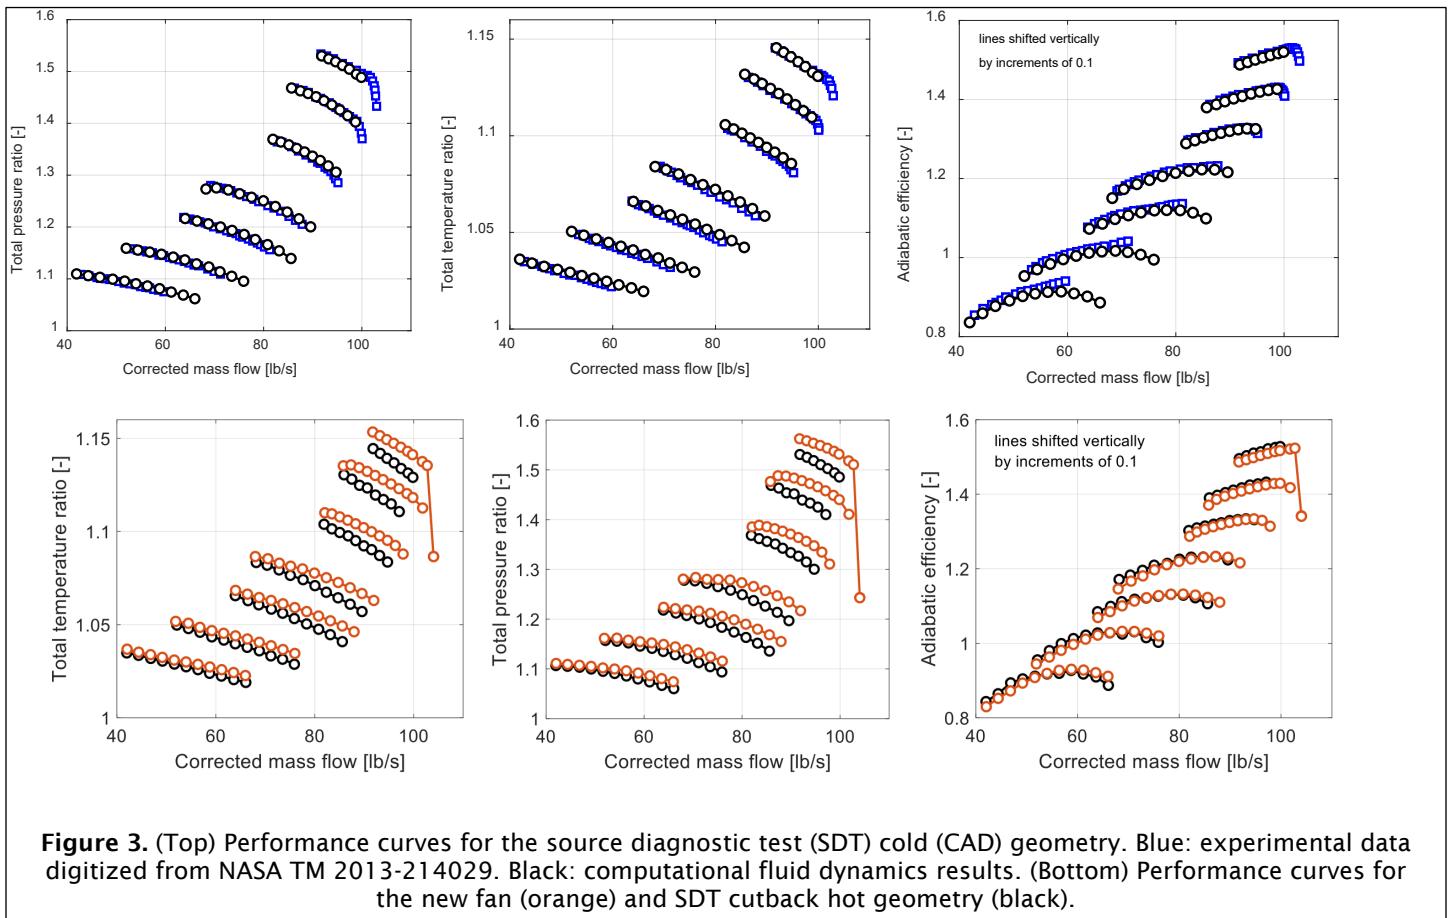 1.6
1.5
1.4
1.3
1.2
1.1
1
40
60
80
100
Total pressure ratio [-]
Corrected mass flow [lb/s]
1.15
1.1
1.05
1
40
60
80
100
Total temperature ratio [-]
Corrected mass flow [lb/s]
lines shifted vertically
by increments of 0.1
1.6
1.4
1.2
1
0.8
40
60
80
100
Adiabatic efficiency [-]
Corrected mass flow [lb/s]
1.15
1.1
1.05
1
40
60
80
100
Total temperature ratio [-]
Corrected mass flow [lb/s]
1.6
1.5
1.4
1.3
1.2
1.1
1
40
60
80
100
Total pressure ratio [-]
Corrected mass flow [lb/s]
lines shifted vertically
by increments of 0.1
1.6
1.4
1.2
1
0.8
40
60
80
100
Adiabatic efficiency [-]
Corrected mass flow [lb/s]
Figure 3. (Top) Performance curves for the source diagnostic test (SDT) cold (CAD) geometry. Blue: experimental data
digitized from NASA TM 2013-214029. Black: computational fluid dynamics results. (Bottom) Performance curves for
the new fan (orange) and SDT cutback hot geometry (black).